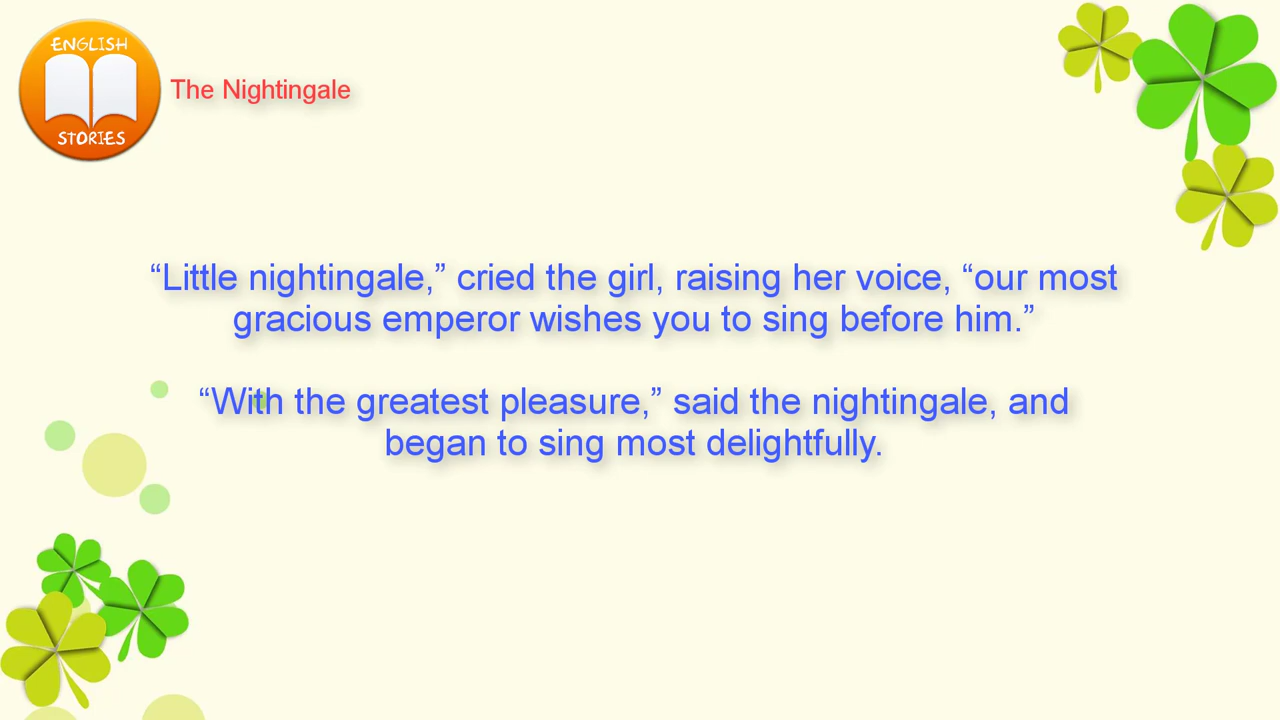 ENGLISH
STORIES
The Nightingale
“Little nightingale,” cried the girl, raising her voice, “our most
gracious emperor wishes you to sing before him.”
“With the greatest pleasure,” said the nightingale, and
began to sing most delightfully.